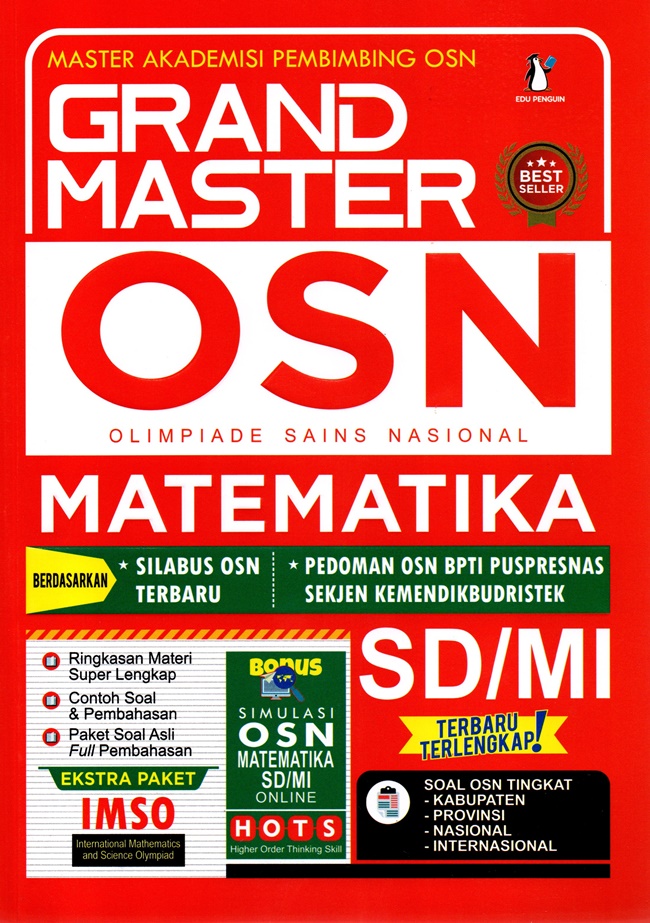 MASTER AKADEMISI PEMBIMBING OSN
EDU PENGUIN
GRAND
MASTER
BEST
SELLER
OSN
OLIMPIADE SAINS NASIONAL
MATEMATIKA
BERDASARKAN
* SILABUS OSN
TERBARU
* PEDOMAN OSN BPTI PUSPRESNAS
SEKJEN KEMENDIKBUDRISTEK
Ringkasan Materi
Super Lengkap
Contoh Soal
& Pembahasan
Paket Soal Asli
Full Pembahasan
EKSTRA PAKET
IMSO
International Mathematics
and Science Olympiad
BONUS
SIMULASI
OSN
MATEMATIKA
SD/MI
ONLINE
HOTS
Higher Order Thinking Skill
SD/MI
TERBARU
TERLENGKAP!
SOAL OSN TINGKAT
- KABUPATEN
- PROVINSI
- NASIONAL
- INTERNASIONAL